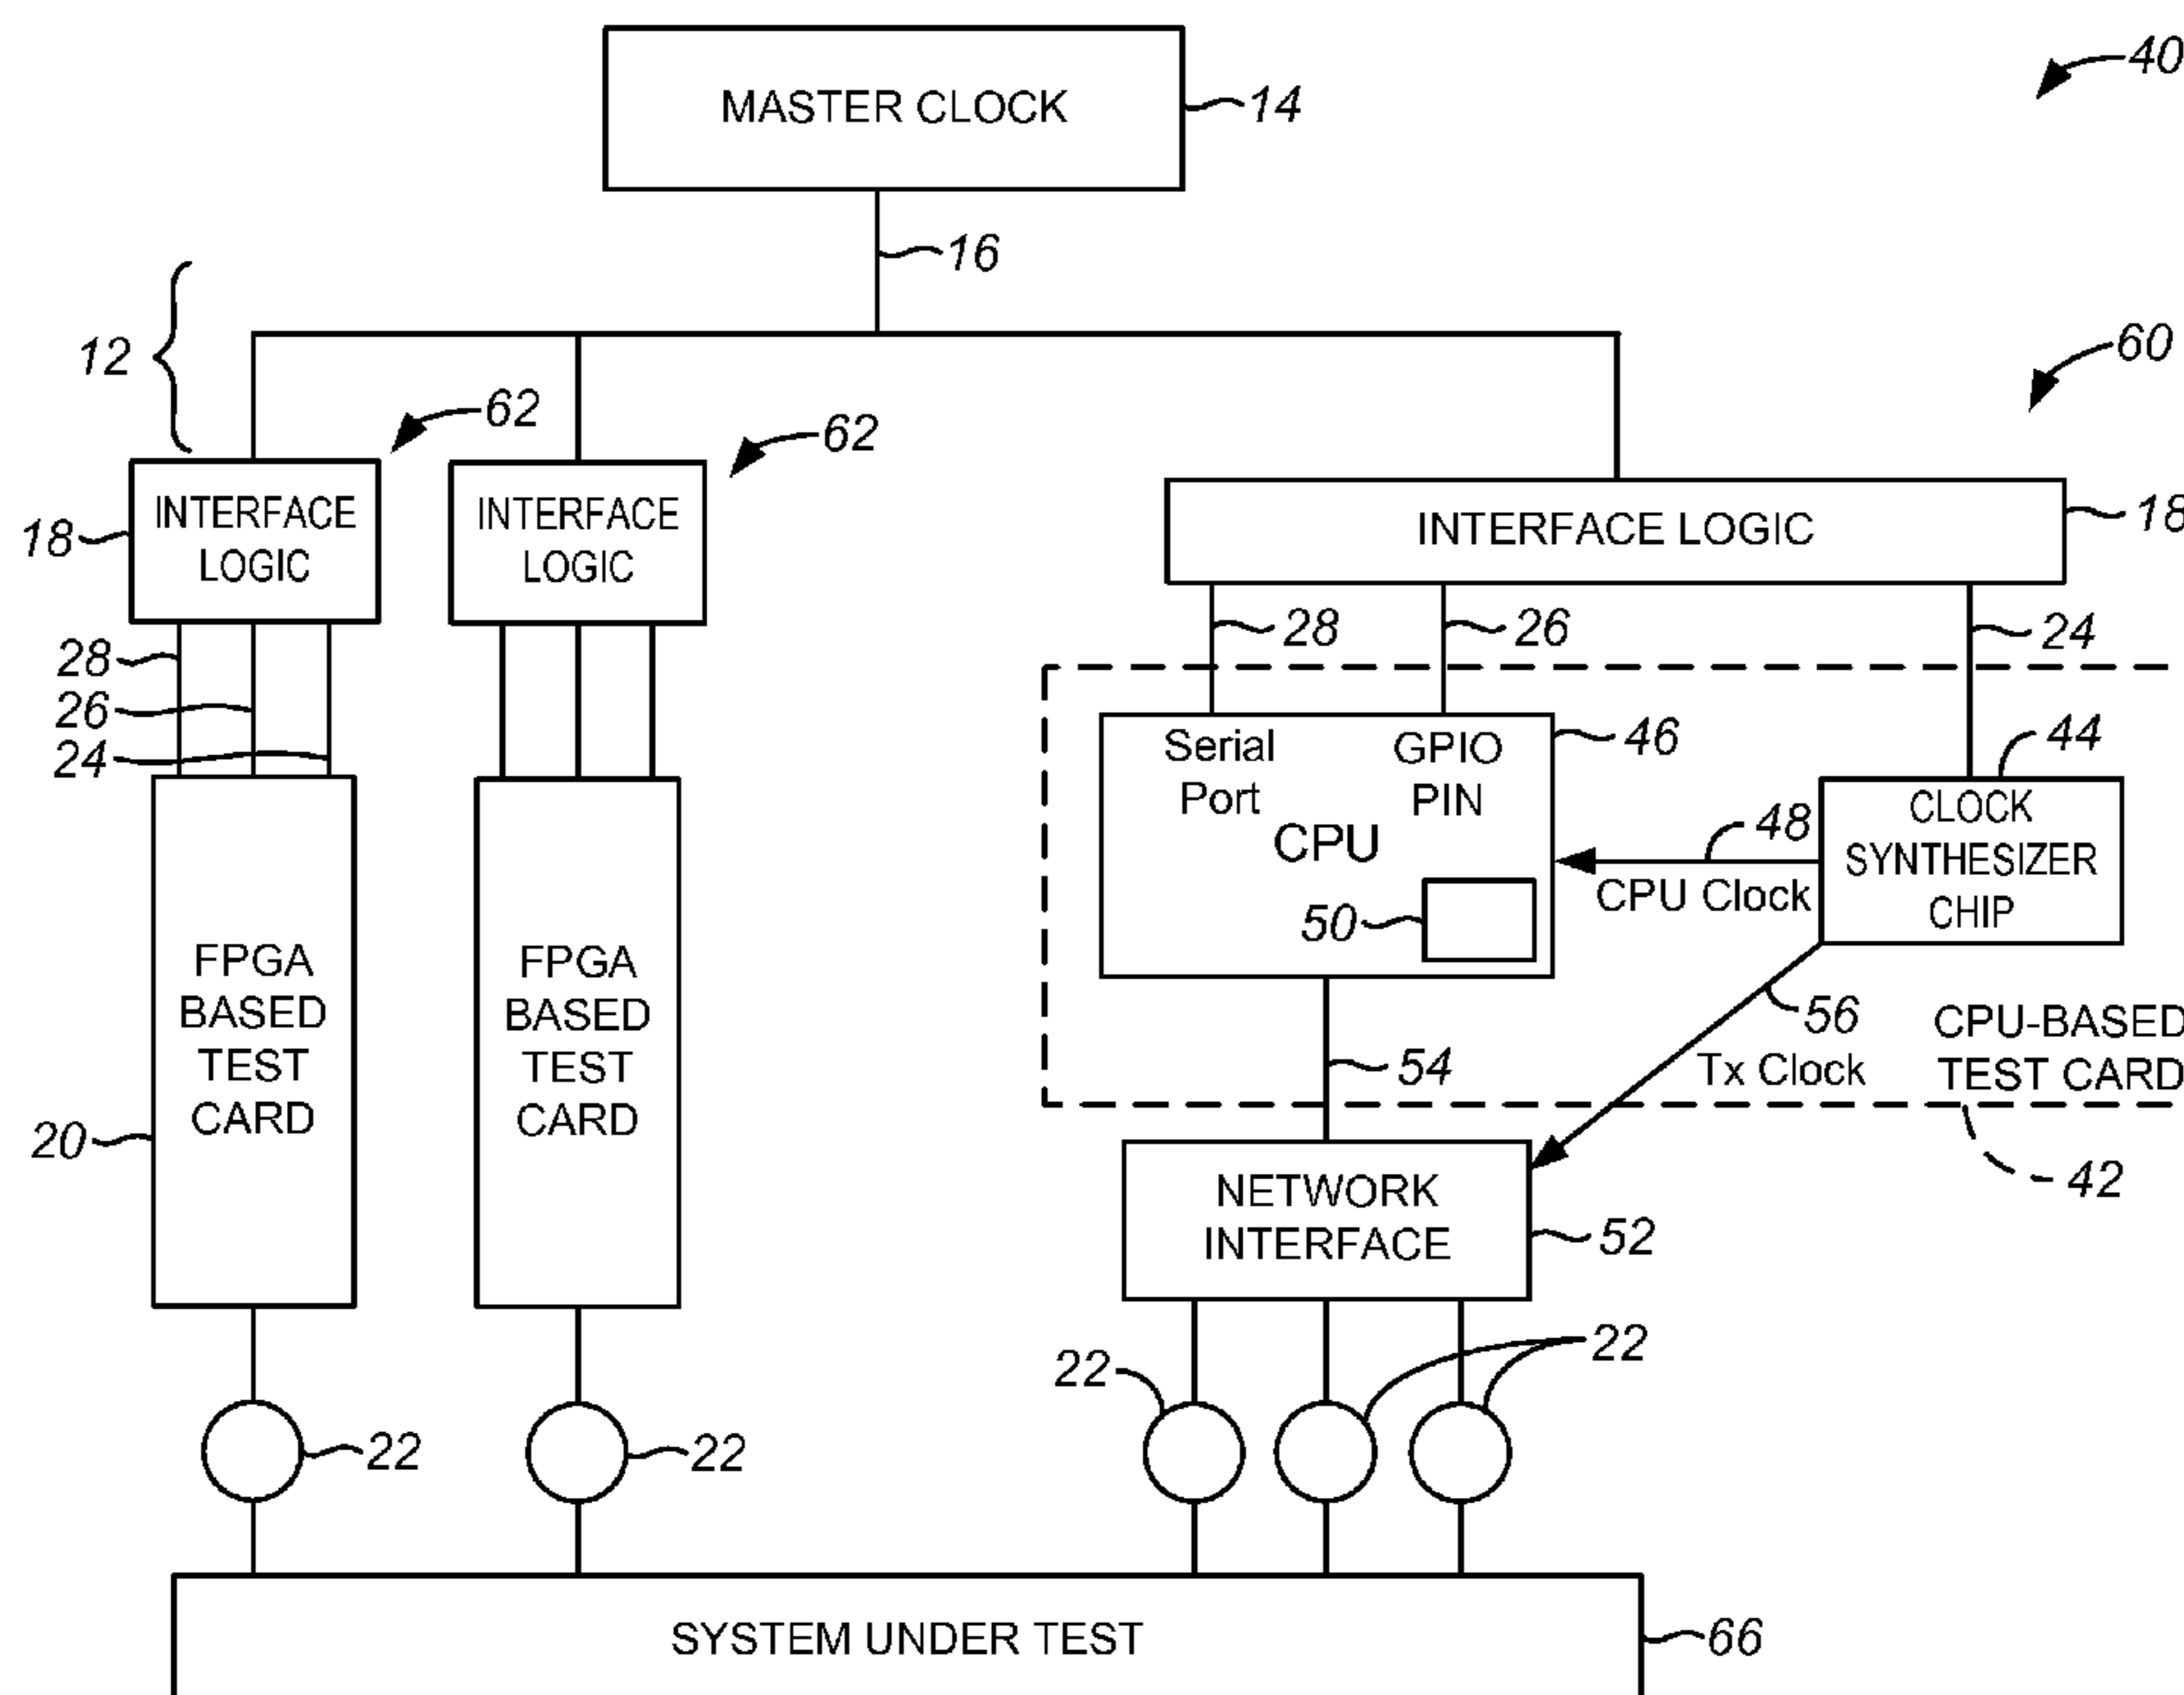 MASTER CLOCK
14
40
16
12
60
62
62
INTERFACE
LOGIC
18
INTERFACE
LOGIC
INTERFACE LOGIC
18
28
26
24
28
26
24
Serial
Port
GPIO
PIN
CPU
46
44
CLOCK
SYNTHESIZER
CHIP
48
CPU Clock
50
FPGA
BASED
TEST
CARD
20
FPGA
BASED
TEST
CARD
54
56
Tx Clock
CPU-BASED
TEST CARD
42
NETWORK
INTERFACE
52
22
22
22
22
SYSTEM UNDER TEST
66